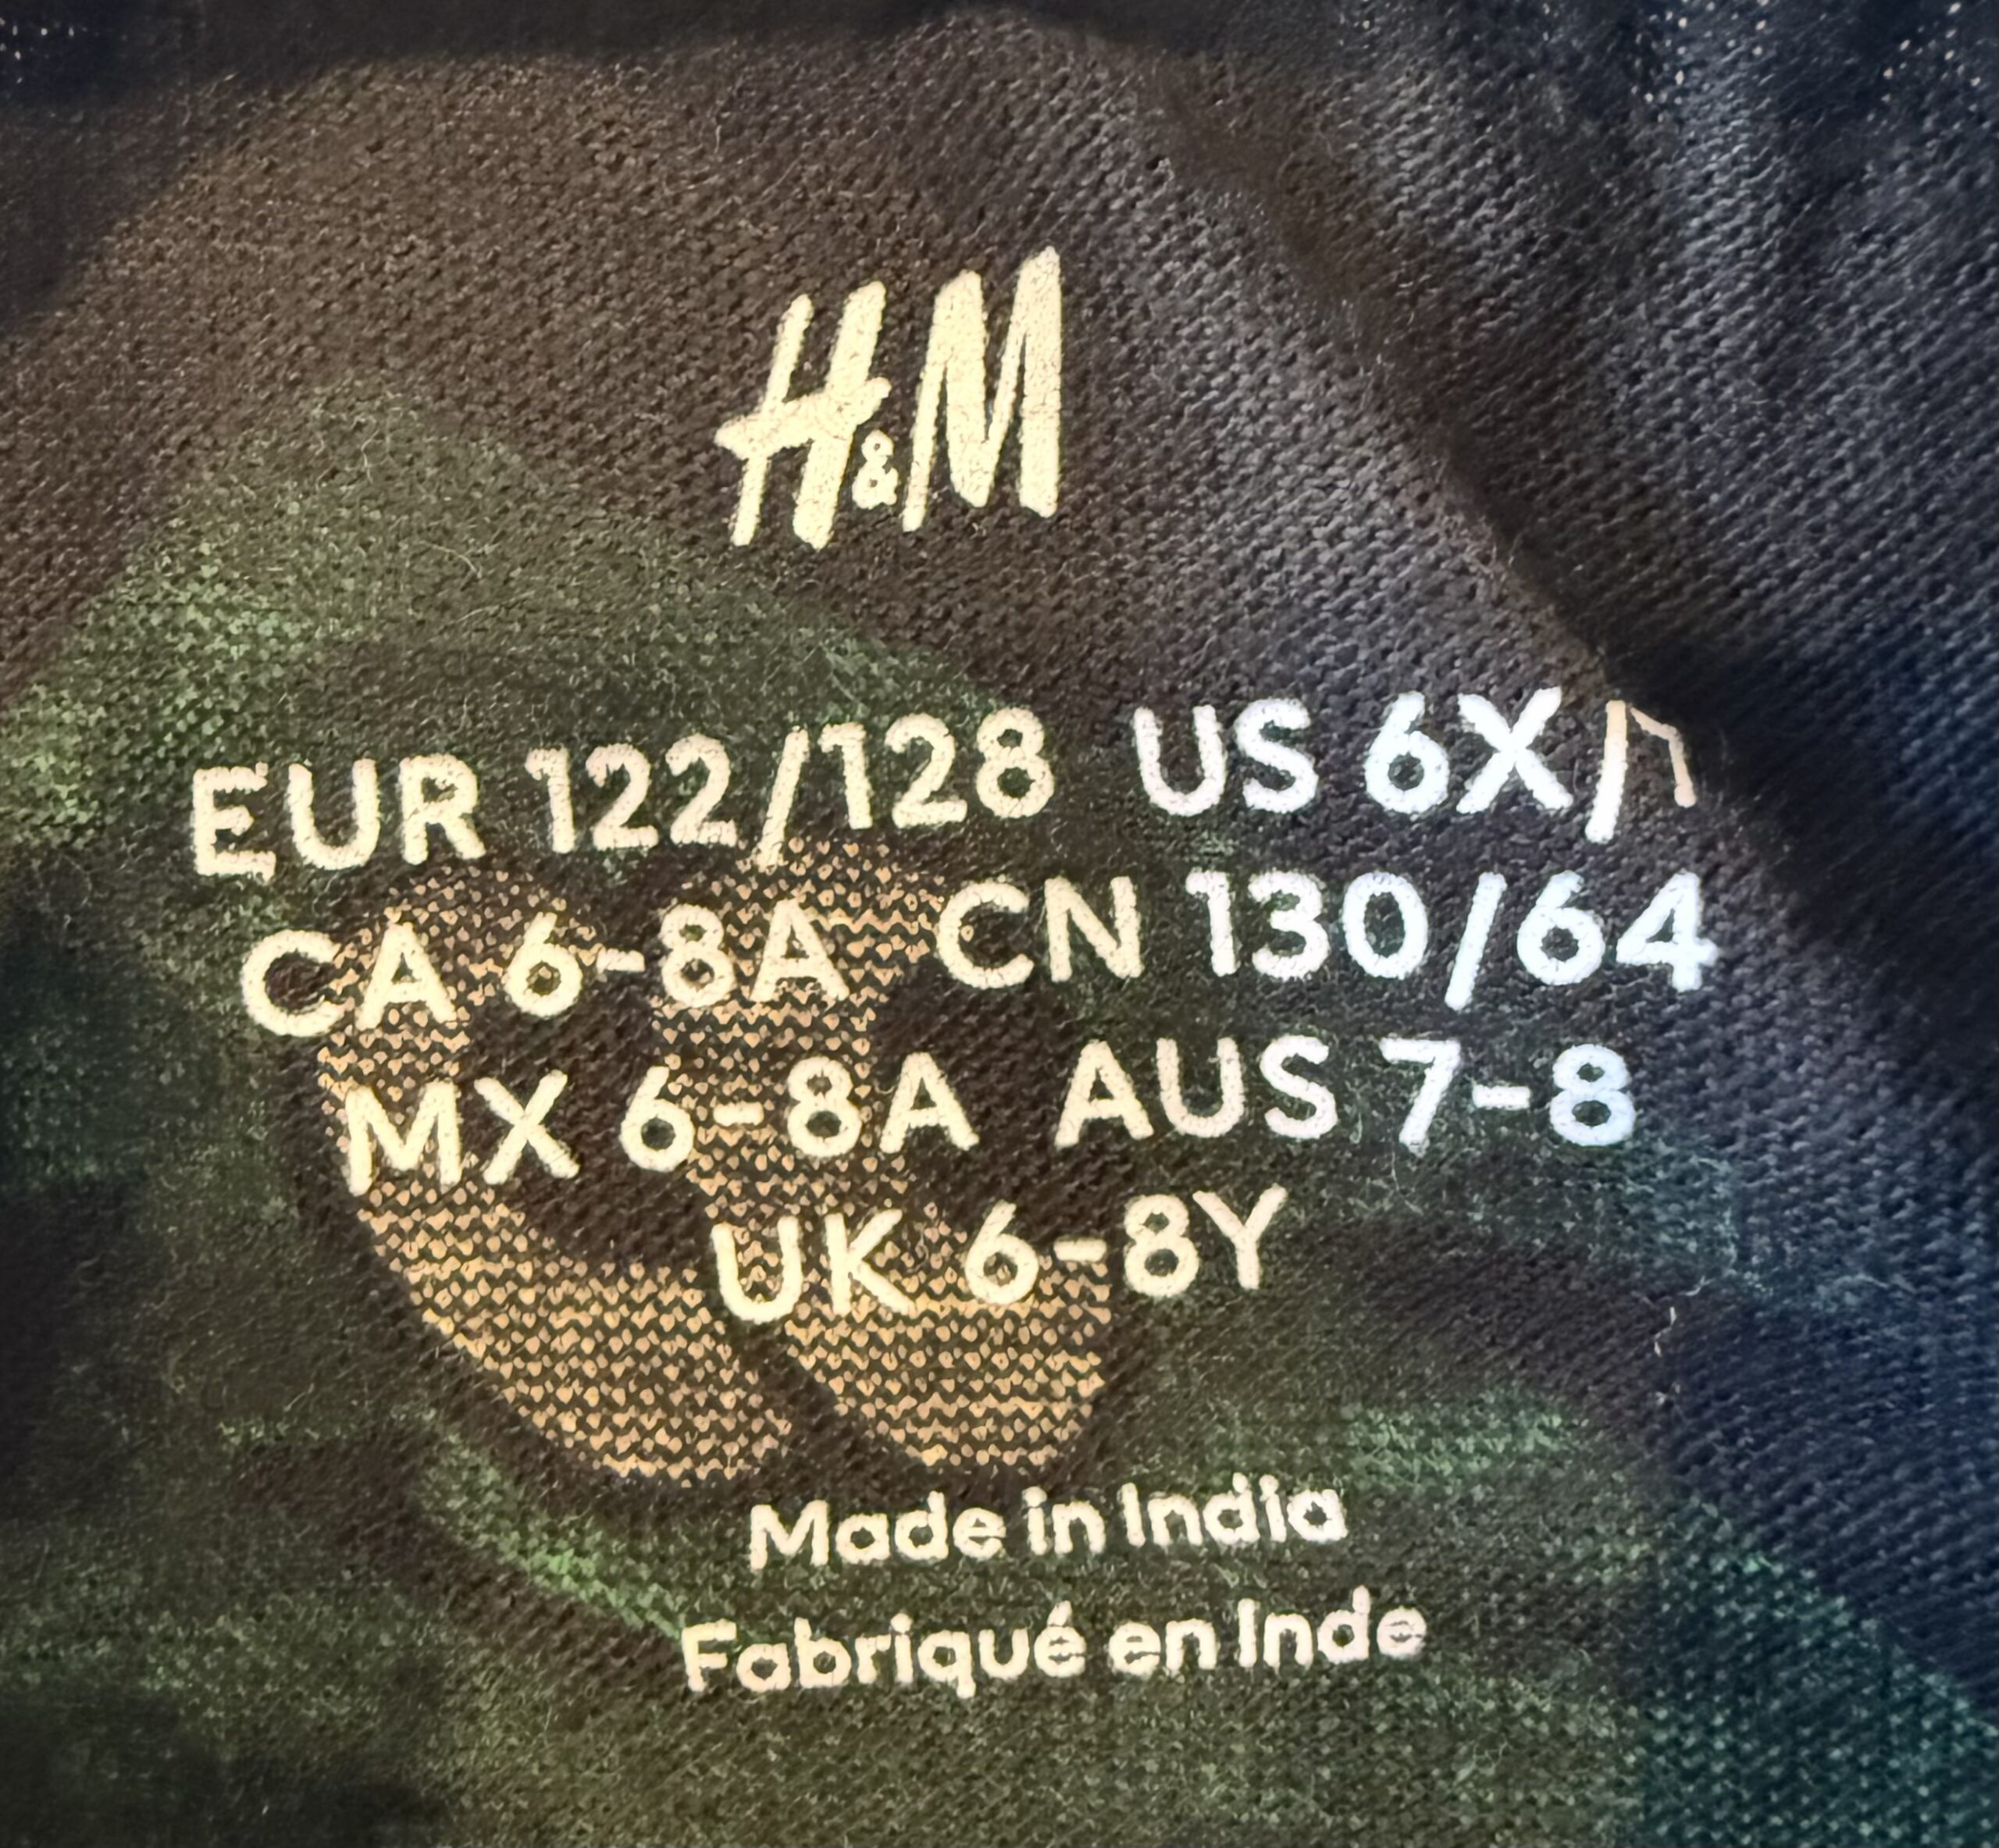 H&M
EUR 122/128 US 6X/
CA 6-8A CN 130/64
MX 6-8A AUS 7-8
UK 6-8Y
Made in India
Fabriqué en Inde